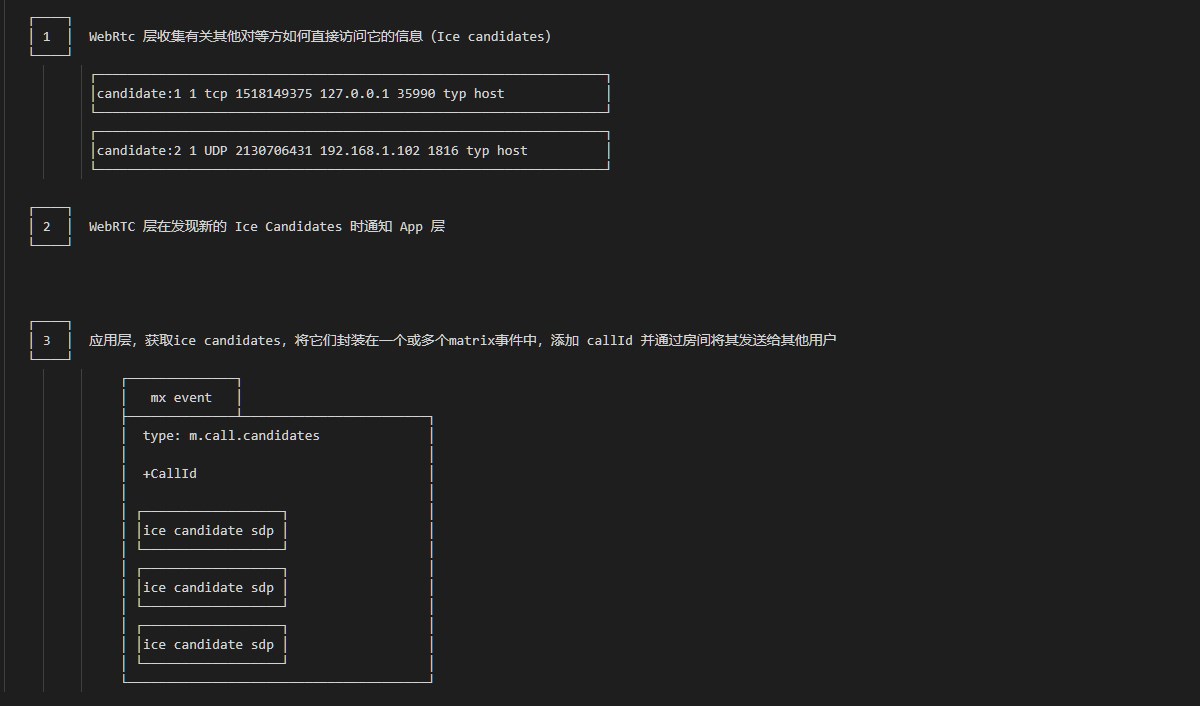 1 WebRtc 层收集有关其他对等方如何直接访问它的信息（Ice candidates）
candidate:1 1 tcp 1518149375 127.0.0.1 35990 typ host
candidate:2 1 UDP 2130706431 192.168.1.102 1816 typ host
2 WebRTC 层在发现新的 Ice Candidates 时通知 App 层
3 应用层，获取ice candidates，将它们封装在一个或多个matrix事件中，添加 callId 并通过房间将其发送给其他用户
mx event
type: m.call.candidates
+CallId
ice candidate sdp
ice candidate sdp
ice candidate sdp